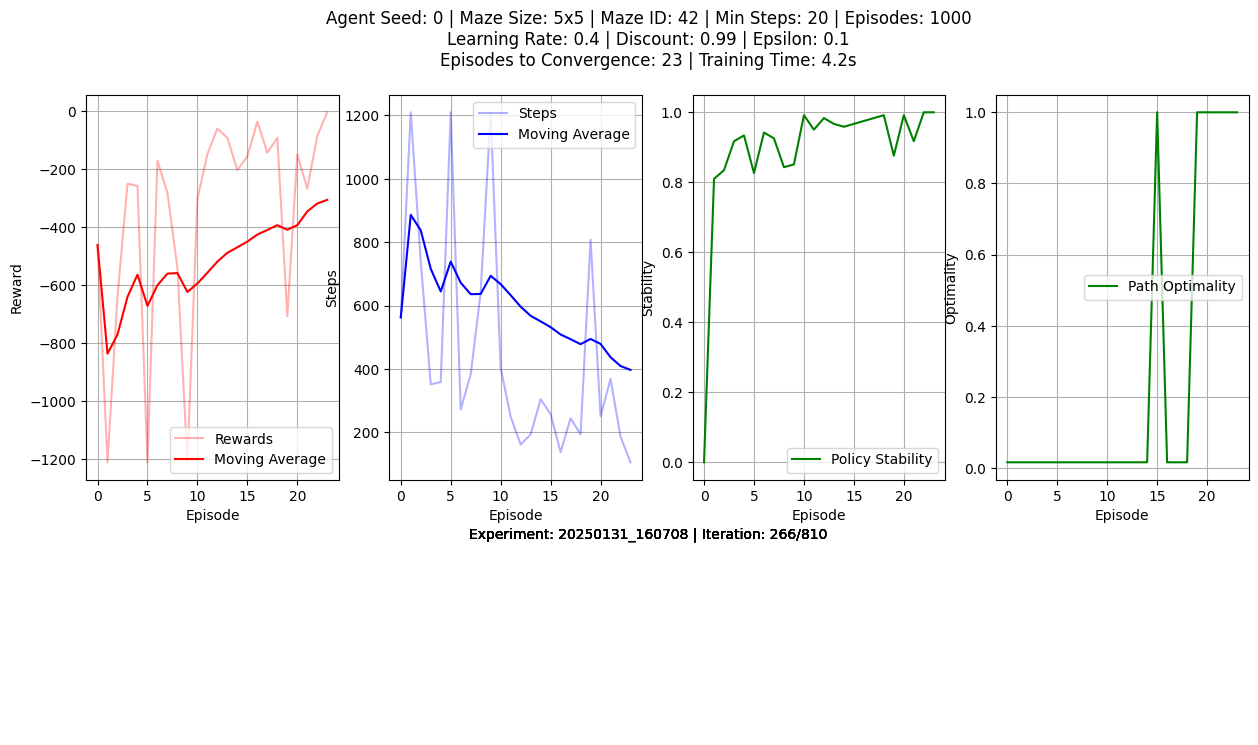 Agent Seed: 0 | Maze Size: 5x5 | Maze ID: 42 | Min Steps: 20 | Episodes: 1000
Learning Rate: 0.4 | Discount: 0.99 | Epsilon: 0.1
Episodes to Convergence: 23 | Training Time: 4.2s
Reward
0
−200
−400
−600
−800
−1000
−1200
0
5
10
15
20
Episode
Rewards
Moving Average
Steps
1200
1000
800
600
400
200
0
5
10
15
20
Episode
Steps
Moving Average
Stability
1.0
0.8
0.6
0.4
0.2
0.0
0
5
10
15
20
Episode
Policy Stability
Optimality
1.0
0.8
0.6
0.4
0.2
0.0
0
5
10
15
20
Episode
Path Optimality
Experiment: 20250131_160708 | Iteration: 266/810